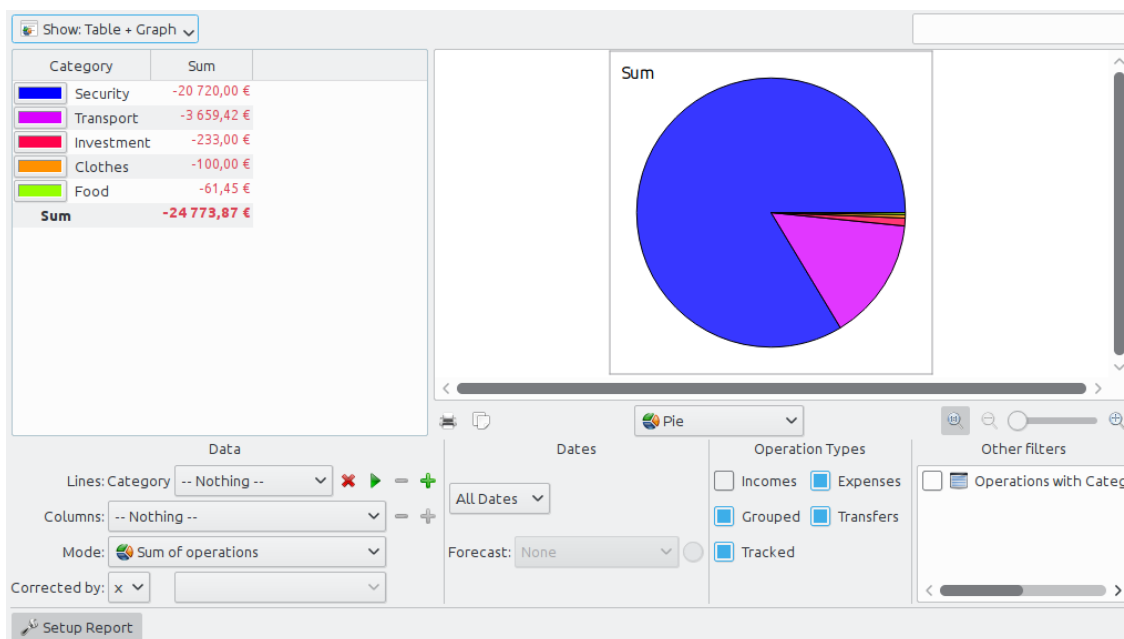 Show: Table + Graph
Category Sum
Security -20 720,00 €
Transport -3 659,42 €
Investment -233,00 €
Clothes -100,00 €
Food -61,45 €
Sum -24 773,87 €
Sum
Pie
Data Dates Operation Types Other filters
Lines: Category -- Nothing -- All Dates Incomes Expenses Operations with Categ
Columns: -- Nothing -- Grouped Transfers
Mode: Sum of operations Forecast: None Tracked
Corrected by: x
Setup Report